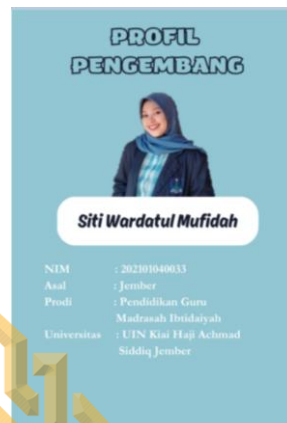 PROFIL
PENGEMBANG
Siti Wardatul Mufidah
NIM : 202101040033
Asal : Jember
Prodi : Pendidikan Guru
Madrasah Ibtidaiyah
Universitas : UIN Kiai Haji Achmad
Siddiq Jember